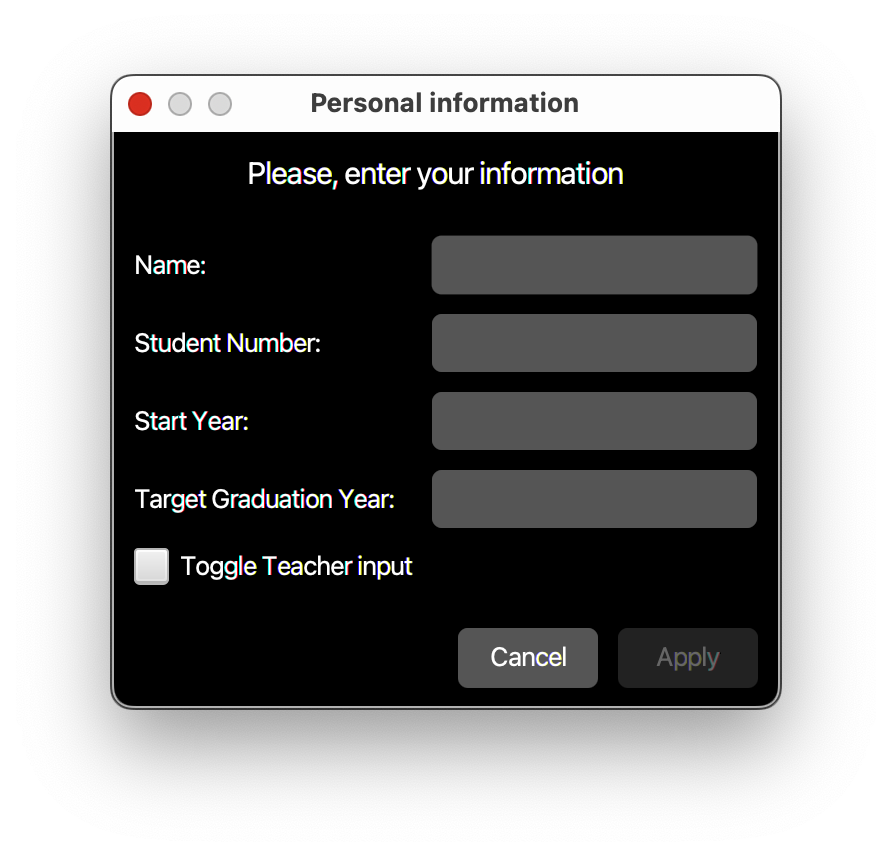 Personal information
Please, enter your information
Name:
Student Number:
Start Year:
Target Graduation Year:
Toggle Teacher input
Cancel Apply